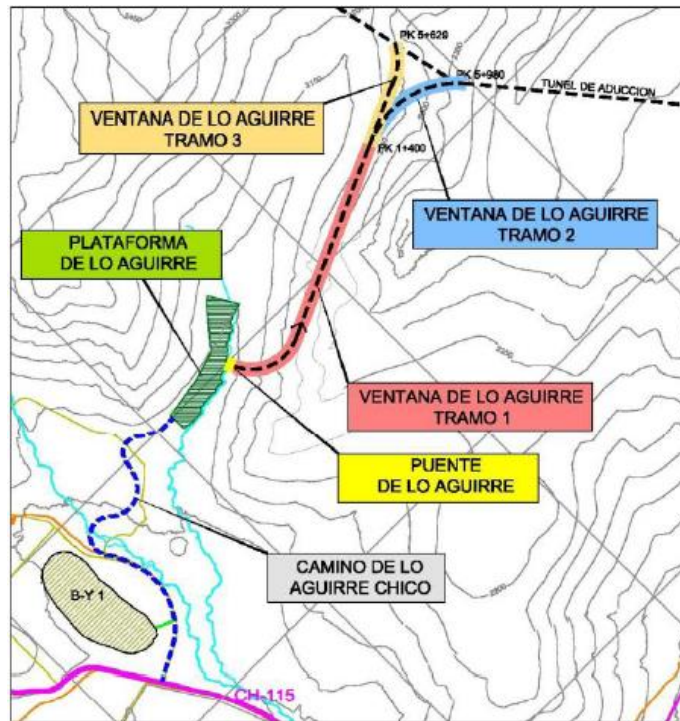 PK 5+629
PK 5+980
TUNEL DE ADUCCION
VENTANA DE LO AGUIRRE
TRAMO 3
PK 1+400
VENTANA DE LO AGUIRRE
TRAMO 2
PLATAFORMA
DE LO AGUIRRE
VENTANA DE LO AGUIRRE
TRAMO 1
PUENTE
DE LO AGUIRRE
CAMINO DE LO
AGUIRRE CHICO
B-Y 1
CH-115